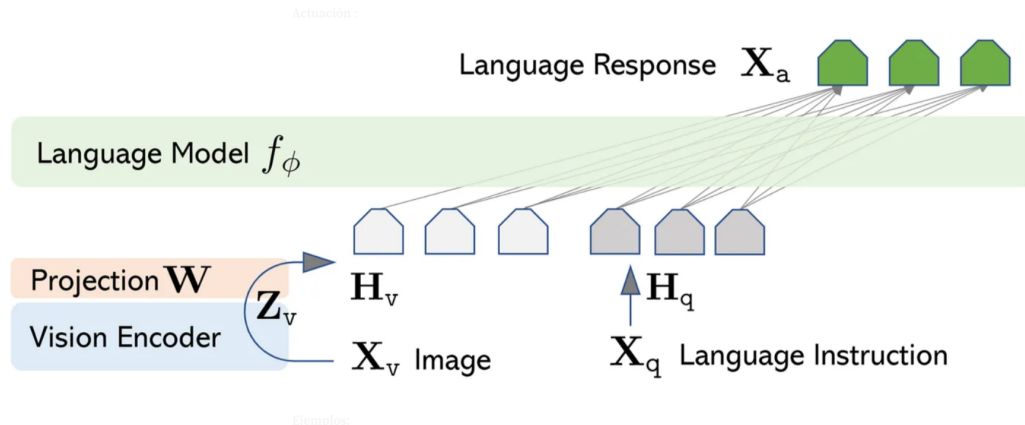 Actuación :
Language Response X_a
Language Model f_ϕ
Projection W
Z_v
H_v
H_q
Vision Encoder
X_v Image
X_q Language Instruction
Ejemplos: